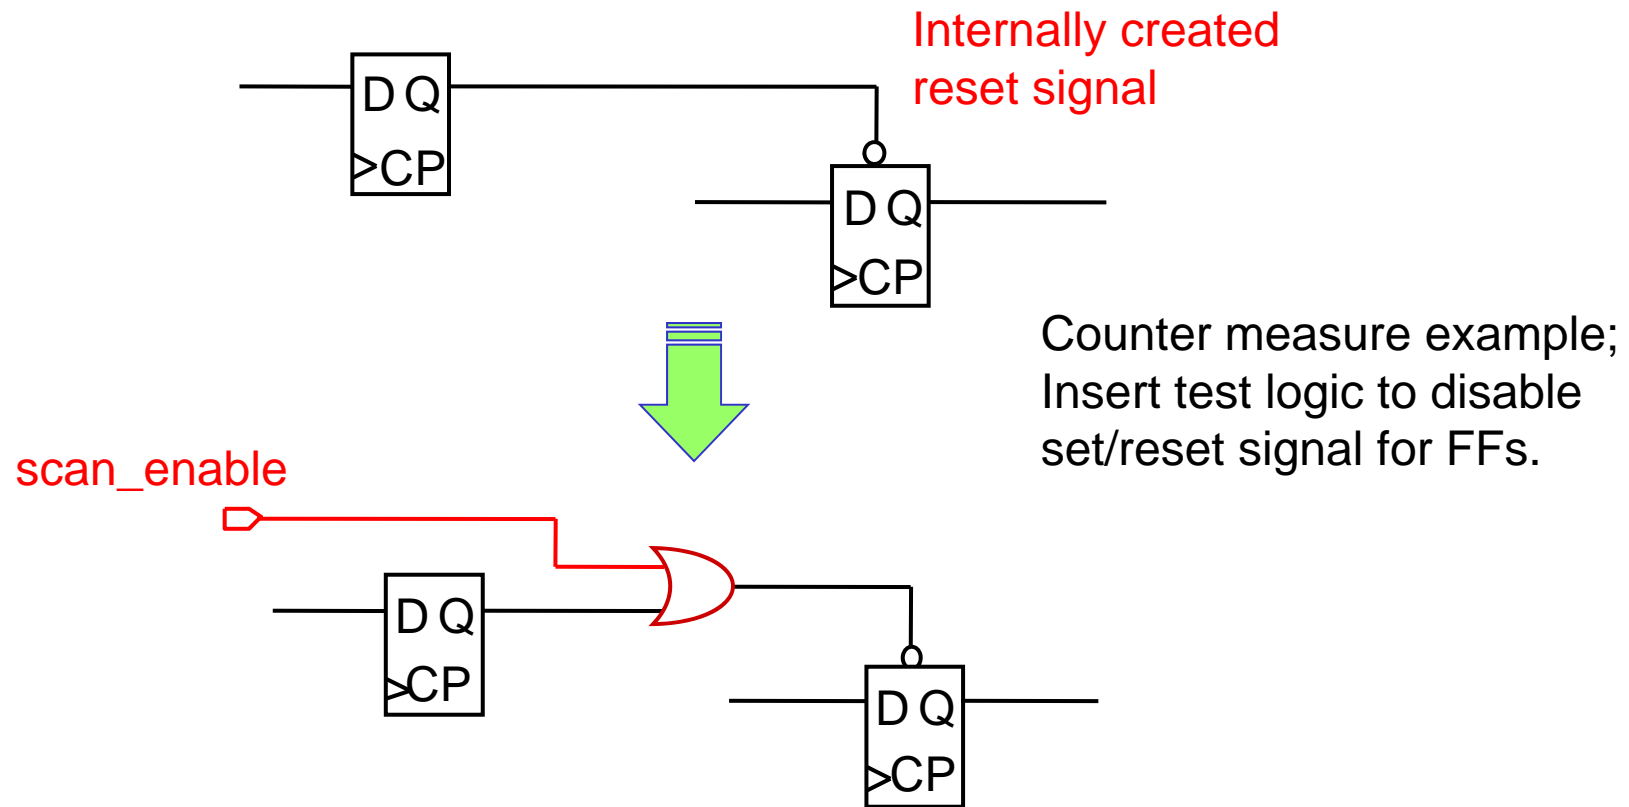 Internally created
reset signal
D Q
>CP
D Q
>CP
Counter measure example;
Insert test logic to disable
set/reset signal for FFs.
scan_enable
D Q
>CP
D Q
>CP